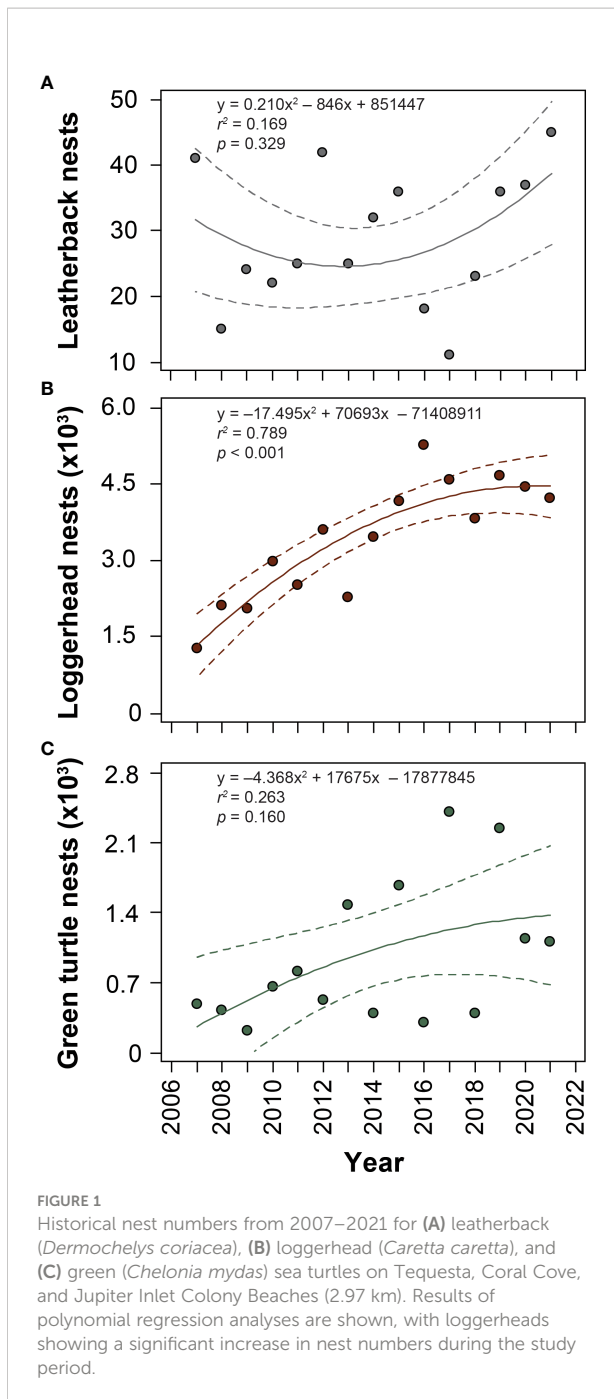 A
Leatherback nests
50
40
30
20
10
y = 0.210x² – 846x + 851447
r² = 0.169
p = 0.329
B
Loggerhead nests (x10³)
6.0
4.5
3.0
1.5
0
y = –17.495x² + 70693x – 71408911
r² = 0.789
p < 0.001
C
Green turtle nests (x10³)
2.8
2.1
1.4
0.7
0
y = –4.368x² + 17675x – 17877845
r² = 0.263
p = 0.160
2006 2008 2010 2012 2014 2016 2018 2020 2022
Year
FIGURE 1
Historical nest numbers from 2007–2021 for (A) leatherback
(Dermochelys coriacea), (B) loggerhead (Caretta caretta), and
(C) green (Chelonia mydas) sea turtles on Tequesta, Coral Cove,
and Jupiter Inlet Colony Beaches (2.97 km). Results of
polynomial regression analyses are shown, with loggerheads
showing a significant increase in nest numbers during the study
period.